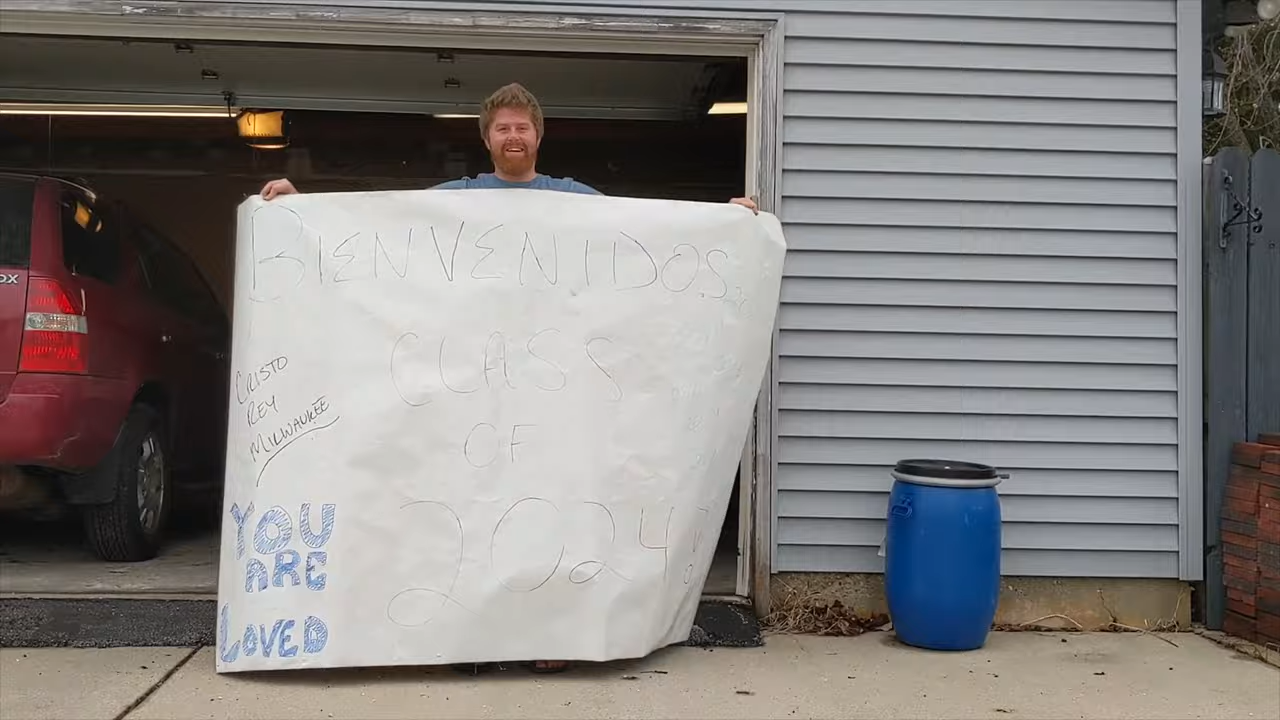 BIENVENIDOS
CLASS
OF
2024
CRISTO
REY
MILWAUKEE
YOU
ARE
LOVED